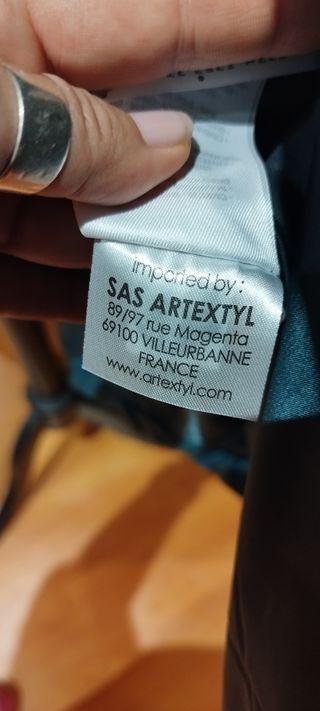 imported by :
SAS ARTEXTYL
89/97 rue Magenta
69100 VILLEURBANNE
FRANCE
www.artextyl.com